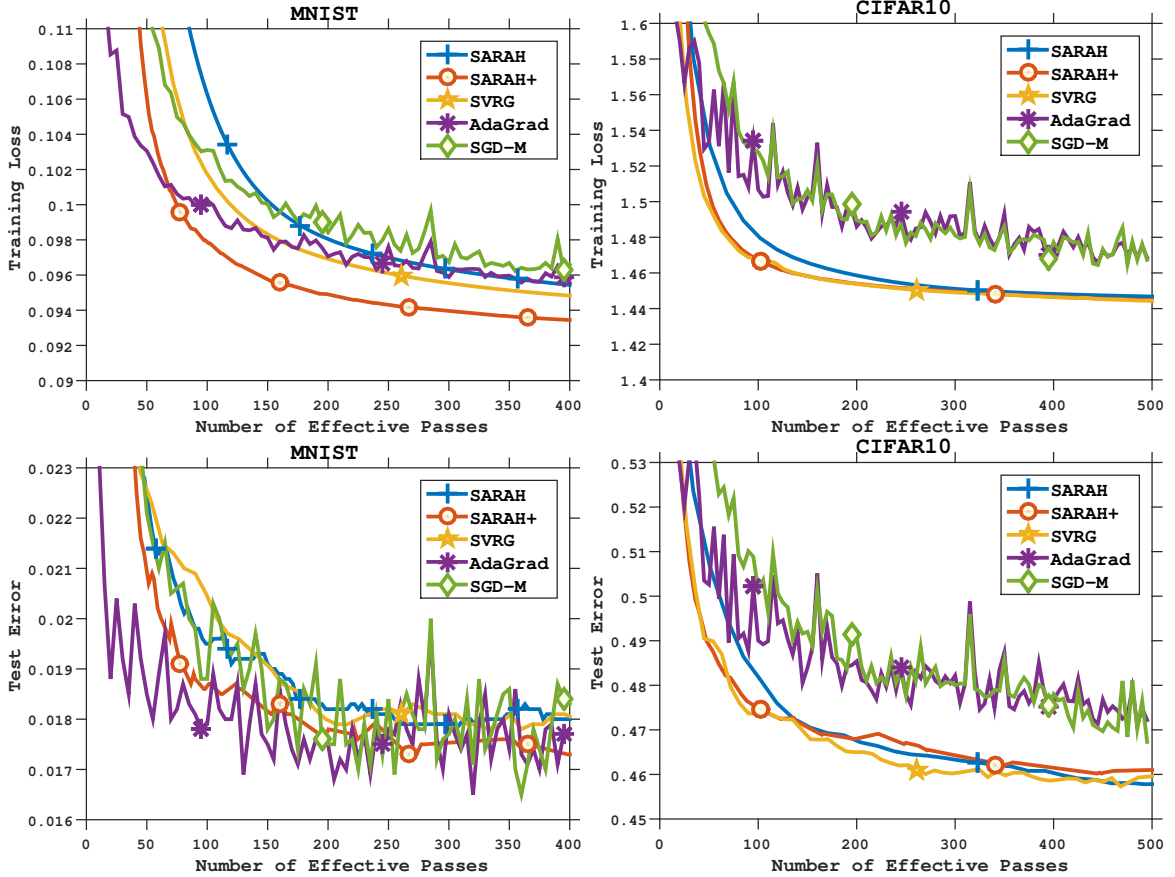 MNIST
0.11
0.108
0.106
0.104
0.102
0.1
0.098
0.096
0.094
0.092
0.09
Training Loss
0 50 100 150 200 250 300 350 400
Number of Effective Passes
SARAH
SARAH+
SVRG
AdaGrad
SGD-M
CIFAR10
1.6
1.58
1.56
1.54
1.52
1.5
1.48
1.46
1.44
1.42
1.4
Training Loss
0 100 200 300 400 500
Number of Effective Passes
SARAH
SARAH+
SVRG
AdaGrad
SGD-M
MNIST
0.023
0.022
0.021
0.02
0.019
0.018
0.017
0.016
Test Error
0 50 100 150 200 250 300 350 400
Number of Effective Passes
SARAH
SARAH+
SVRG
AdaGrad
SGD-M
CIFAR10
0.53
0.52
0.51
0.5
0.49
0.48
0.47
0.46
0.45
Test Error
0 100 200 300 400 500
Number of Effective Passes
SARAH
SARAH+
SVRG
AdaGrad
SGD-M